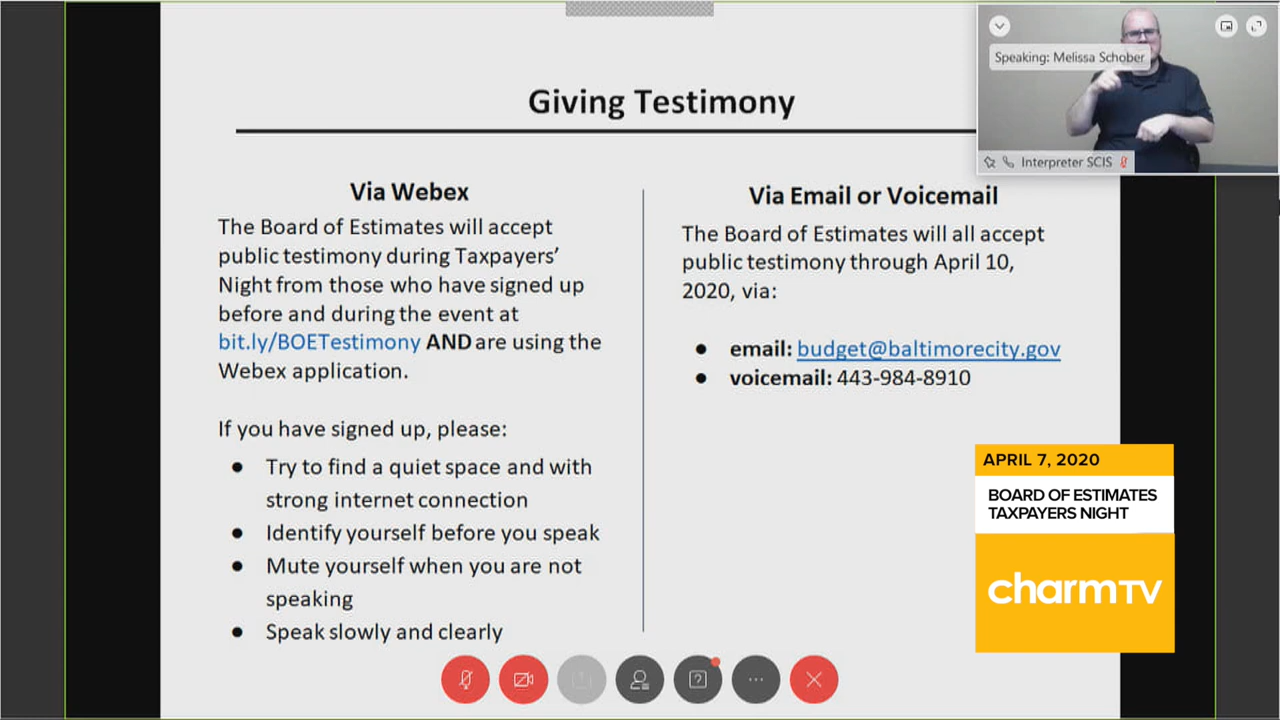 Giving Testimony
Speaking: Melissa Schober
Interpreter SCIS
Via Webex
The Board of Estimates will accept
public testimony during Taxpayers’
Night from those who have signed up
before and during the event at
bit.ly/BOETestimony AND are using the
Webex application.
If you have signed up, please:
● Try to find a quiet space and with
strong internet connection
● Identify yourself before you speak
● Mute yourself when you are not
speaking
● Speak slowly and clearly
Via Email or Voicemail
The Board of Estimates will all accept
public testimony through April 10,
2020, via:
● email: budget@baltimorecity.gov
● voicemail: 443-984-8910
APRIL 7, 2020
BOARD OF ESTIMATES
TAXPAYERS NIGHT
charmTV